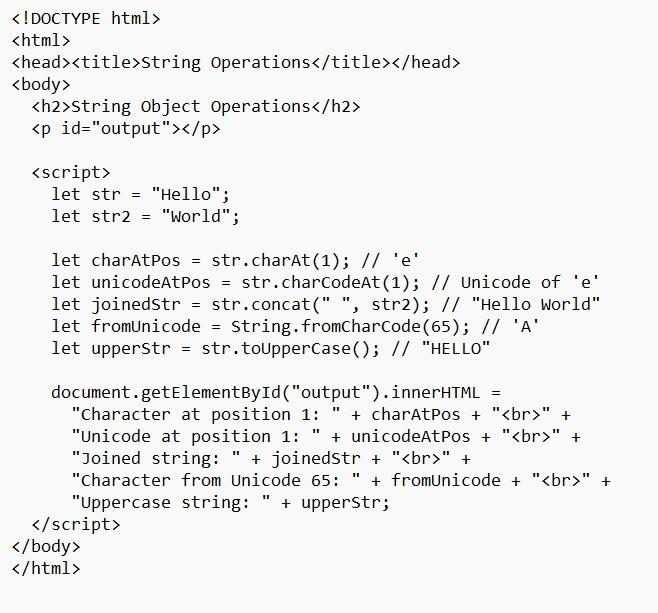 <!DOCTYPE html>
<html>
<head><title>String Operations</title></head>
<body>
  <h2>String Object Operations</h2>
  <p id="output"></p>

  <script>
    let str = "Hello";
    let str2 = "World";

    let charAtPos = str.charAt(1); // 'e'
    let unicodeAtPos = str.charCodeAt(1); // Unicode of 'e'
    let joinedStr = str.concat(" ", str2); // "Hello World"
    let fromUnicode = String.fromCharCode(65); // 'A'
    let upperStr = str.toUpperCase(); // "HELLO"

    document.getElementById("output").innerHTML =
      "Character at position 1: " + charAtPos + "<br>" +
      "Unicode at position 1: " + unicodeAtPos + "<br>" +
      "Joined string: " + joinedStr + "<br>" +
      "Character from Unicode 65: " + fromUnicode + "<br>" +
      "Uppercase string: " + upperStr;
  </script>
</body>
</html>